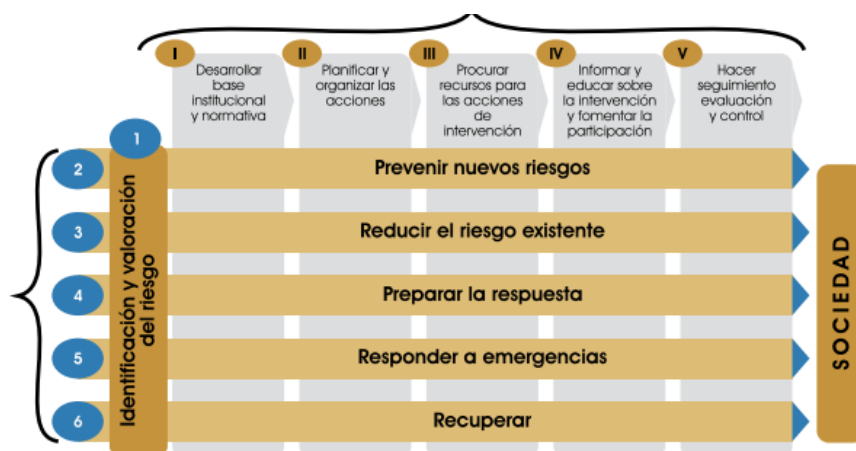 I
II
III
IV
V
Desarrollar
base
institucional
y normativa
Planificar y
organizar las
acciones
Procurar
recursos para
las acciones
de
intervención
Informar y
educar sobre
la intervención
y fomentar la
participación
Hacer
seguimiento
evaluación
y control
1
Identificación y valoración
del riesgo
2
Prevenir nuevos riesgos
3
Reducir el riesgo existente
4
Preparar la respuesta
5
Responder a emergencias
6
Recuperar
SOCIEDAD